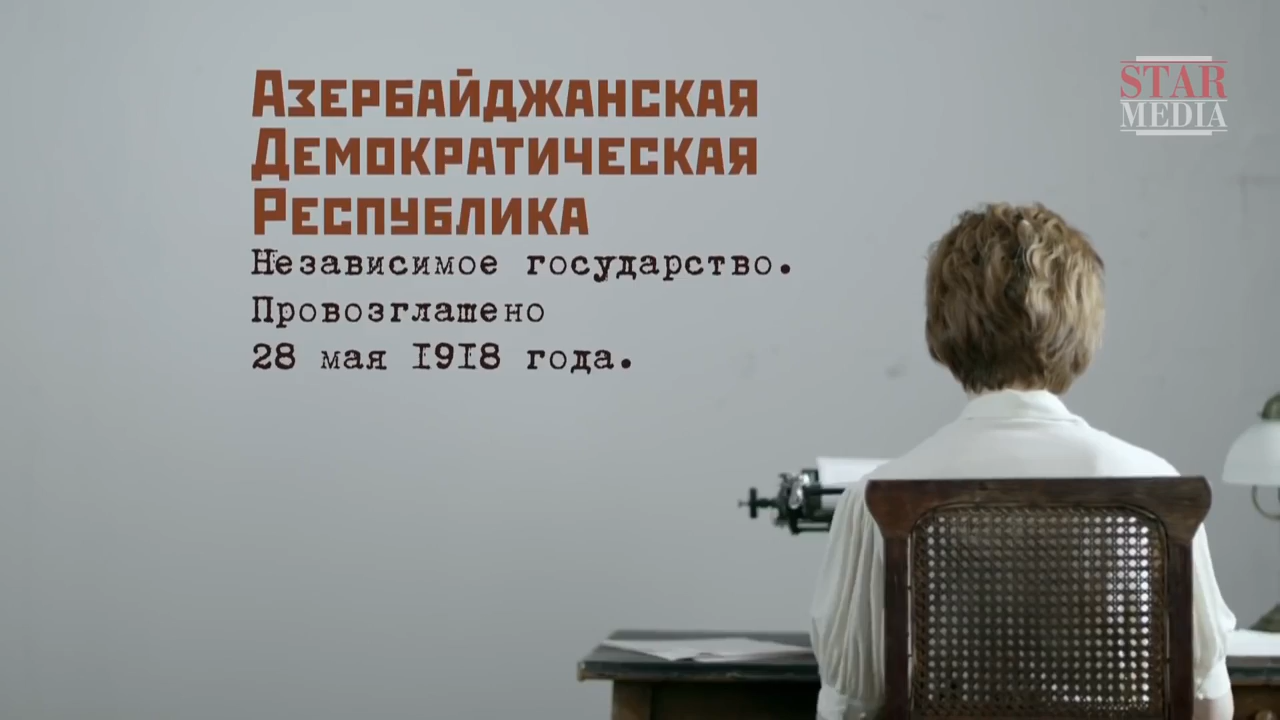 Азербайджанская
Демократическая
Республика
Независимое государство.
Провозглашено
28 мая 1918 года.
STAR
MEDIA